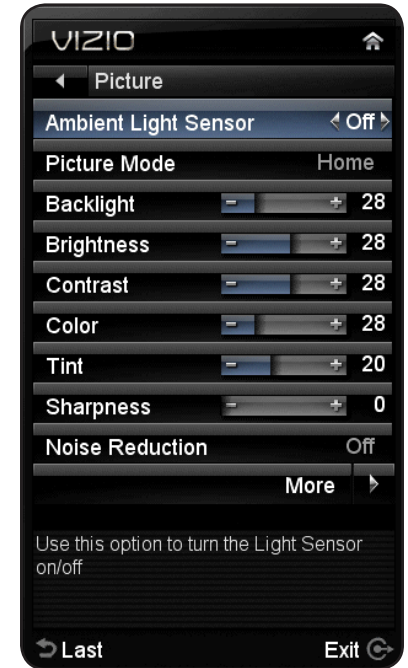 VIZIO
Picture
Ambient Light Sensor Off
Picture Mode Home
Backlight - + 28
Brightness - + 28
Contrast - + 28
Color - + 28
Tint - + 20
Sharpness - + 0
Noise Reduction Off
More
Use this option to turn the Light Sensor
on/off
Last Exit